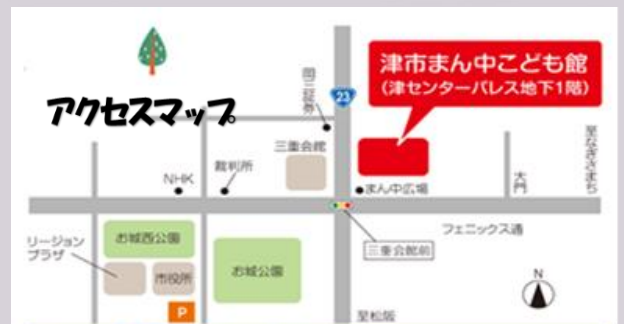 アクセスマップ
岡三証券
23
津市まん中こども館
(津センターパレス地下1階)
三重会館
裁判所
NHK
まん中広場
大門
至なぎさまち
フェニックス通
三重会館前
リージョン
プラザ
お城西公園
市役所
お城公園
P
至松阪
N